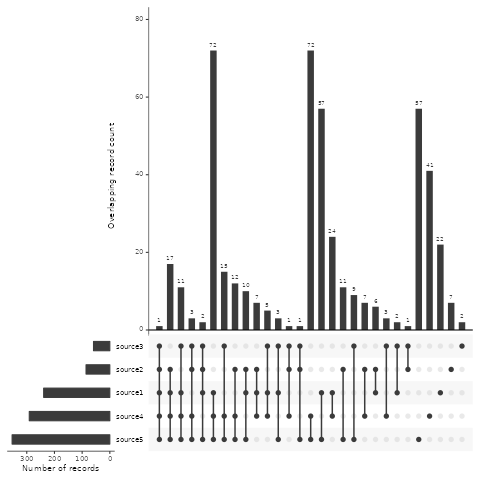 80
60
40
20
0
Overlapping record count
1 17 11 3 2 72 15 12 10 7 5 3 1 1 72 57 24 11 9 7 6 3 2 1 57 41 22 7 2
source3
source2
source1
source4
source5
300 200 100 0
Number of records